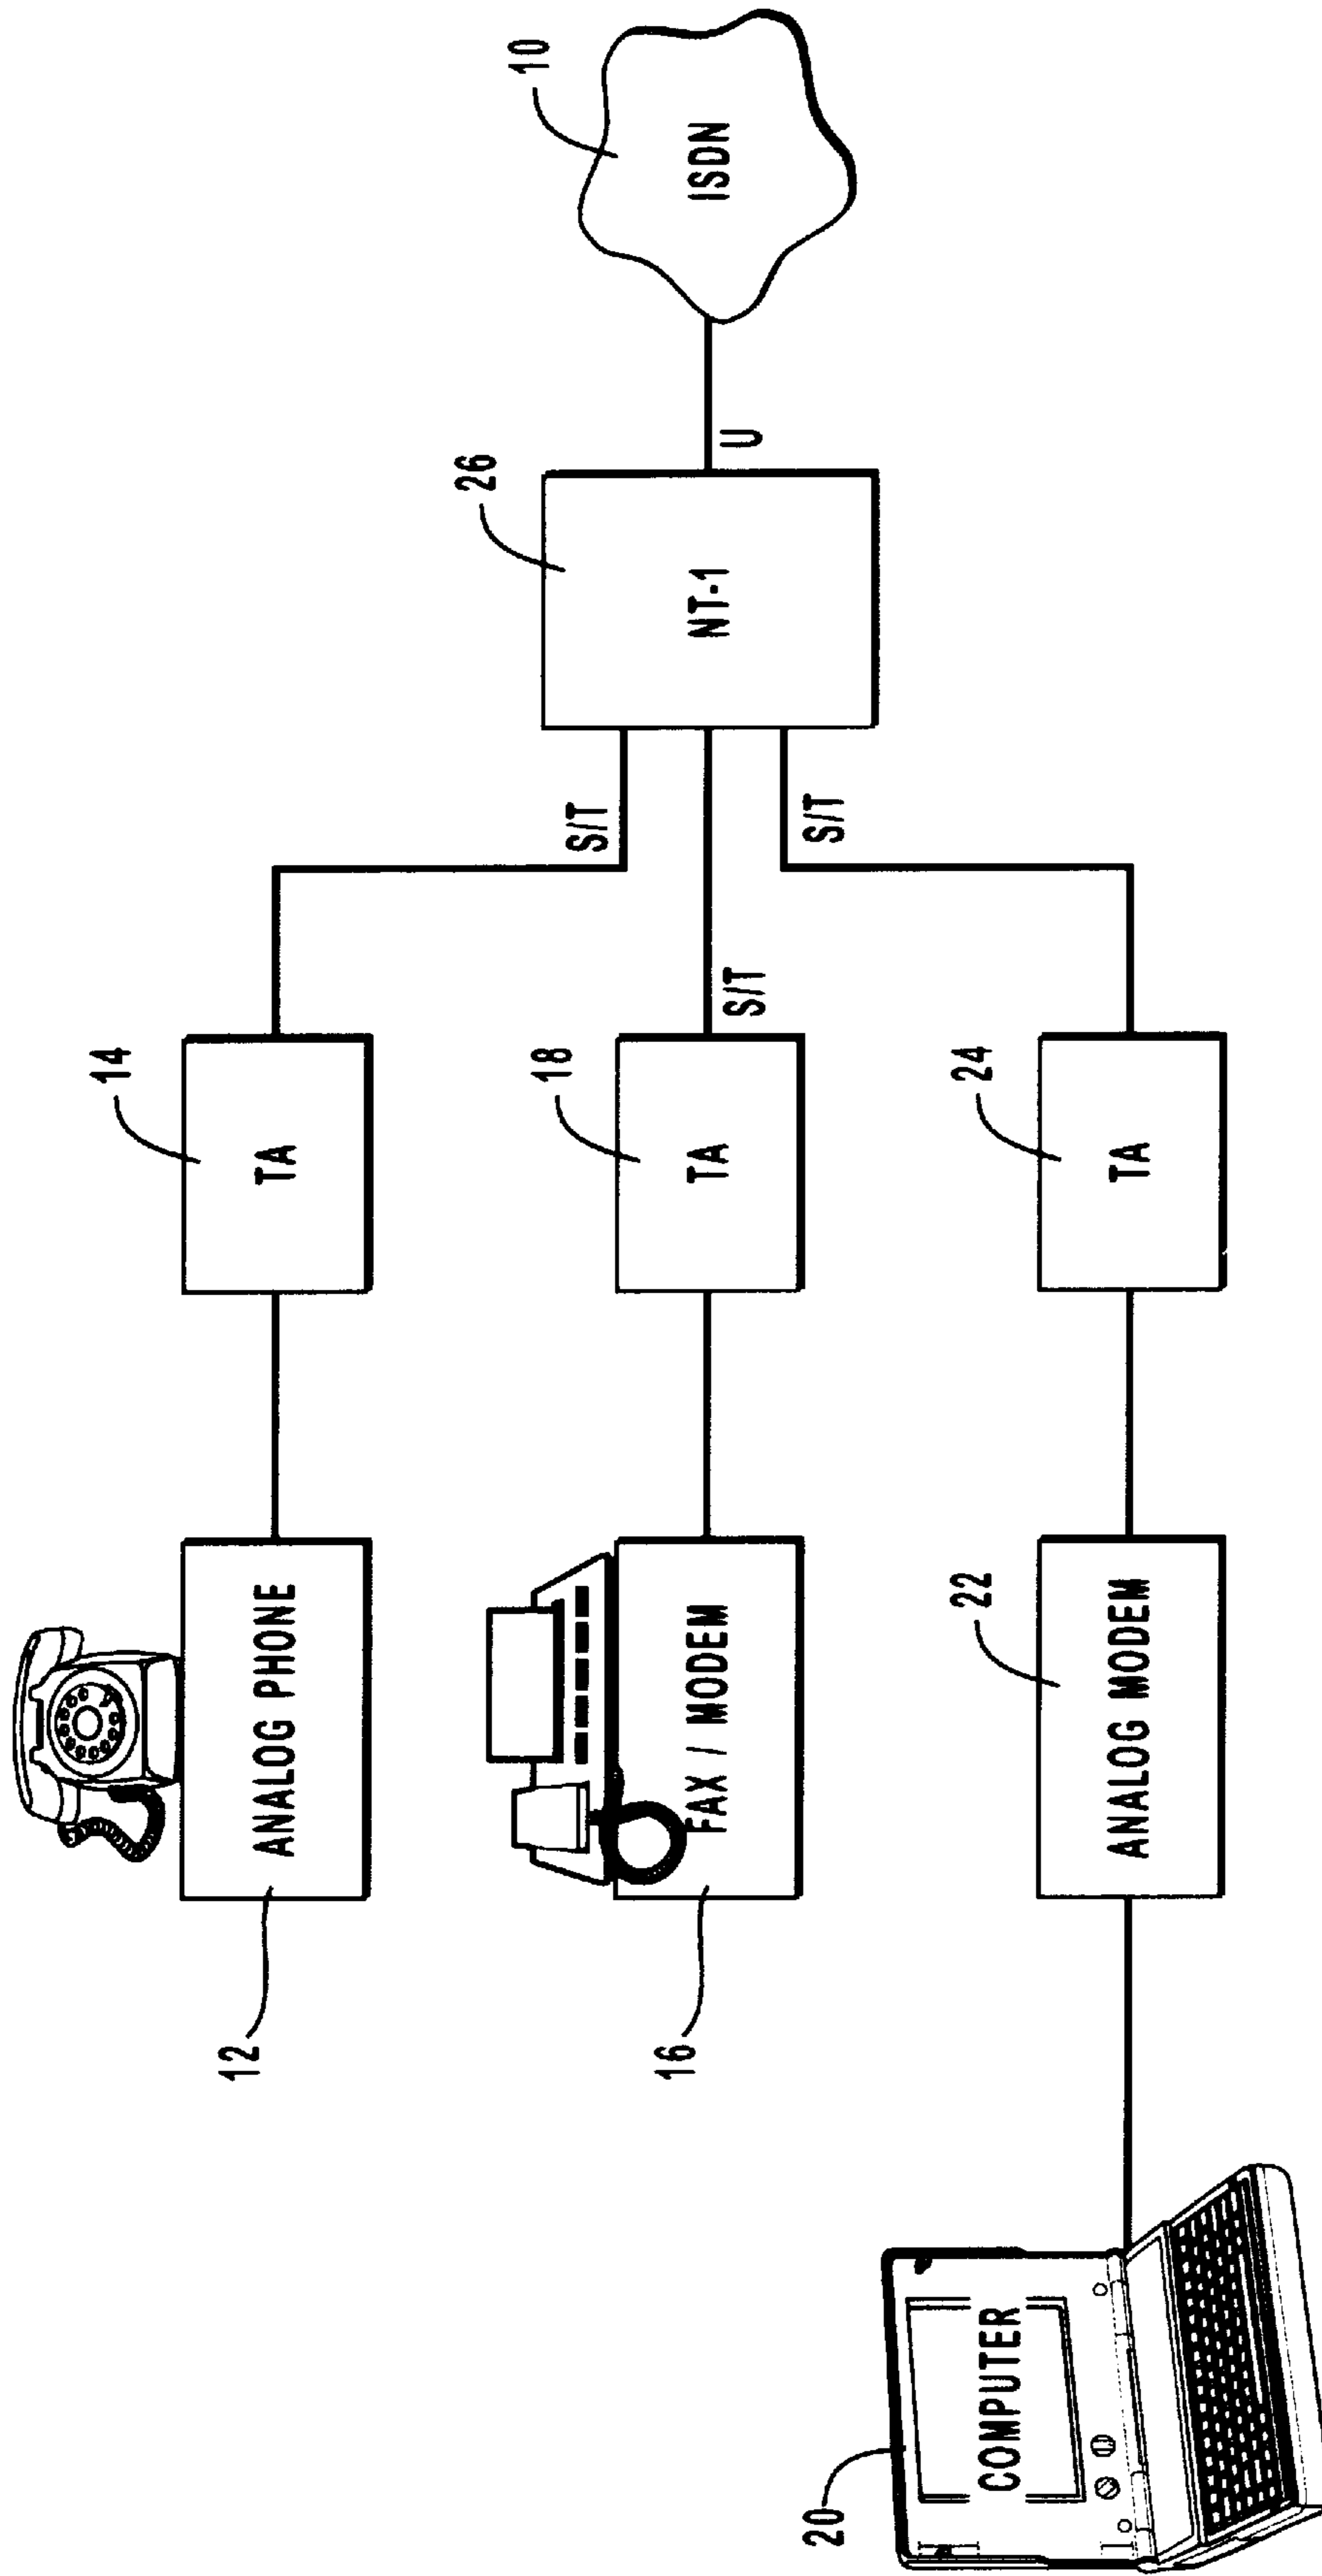 12
ANALOG PHONE
14
TA
S/T
16
FAX / MODEM
18
TA
S/T
26
NT-1
U
10
ISDN
20
COMPUTER
22
ANALOG MODEM
24
TA
S/T